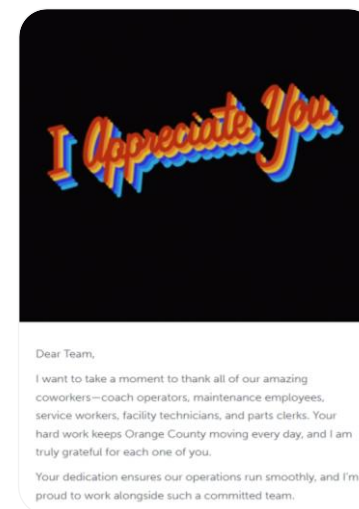 I Appreciate You
Dear Team,
I want to take a moment to thank all of our amazing
coworkers—coach operators, maintenance employees,
service workers, facility technicians, and parts clerks. Your
hard work keeps Orange County moving every day, and I am
truly grateful for each one of you.
Your dedication ensures our operations run smoothly, and I'm
proud to work alongside such a committed team.